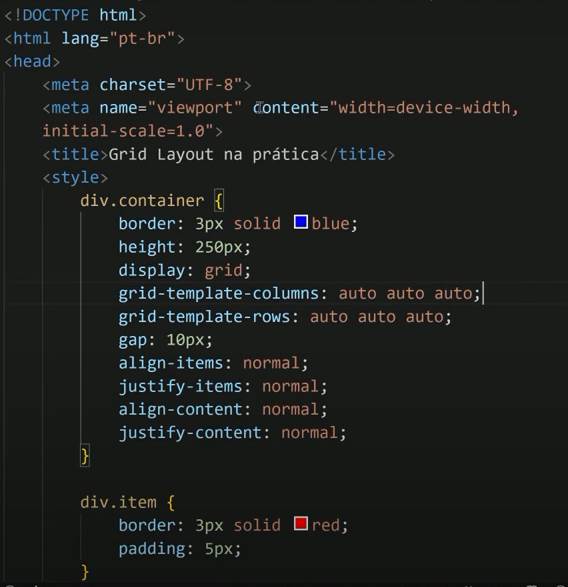 <!DOCTYPE html>
<html lang="pt-br">
<head>
<meta charset="UTF-8">
<meta name="viewport" content="width=device-width,
initial-scale=1.0">
<title>Grid Layout na prática</title>
<style>
div.container {
border: 3px solid blue;
height: 250px;
display: grid;
grid-template-columns: auto auto auto;
grid-template-rows: auto auto auto;
gap: 10px;
align-items: normal;
justify-items: normal;
align-content: normal;
justify-content: normal;
}
div.item {
border: 3px solid red;
padding: 5px;
}